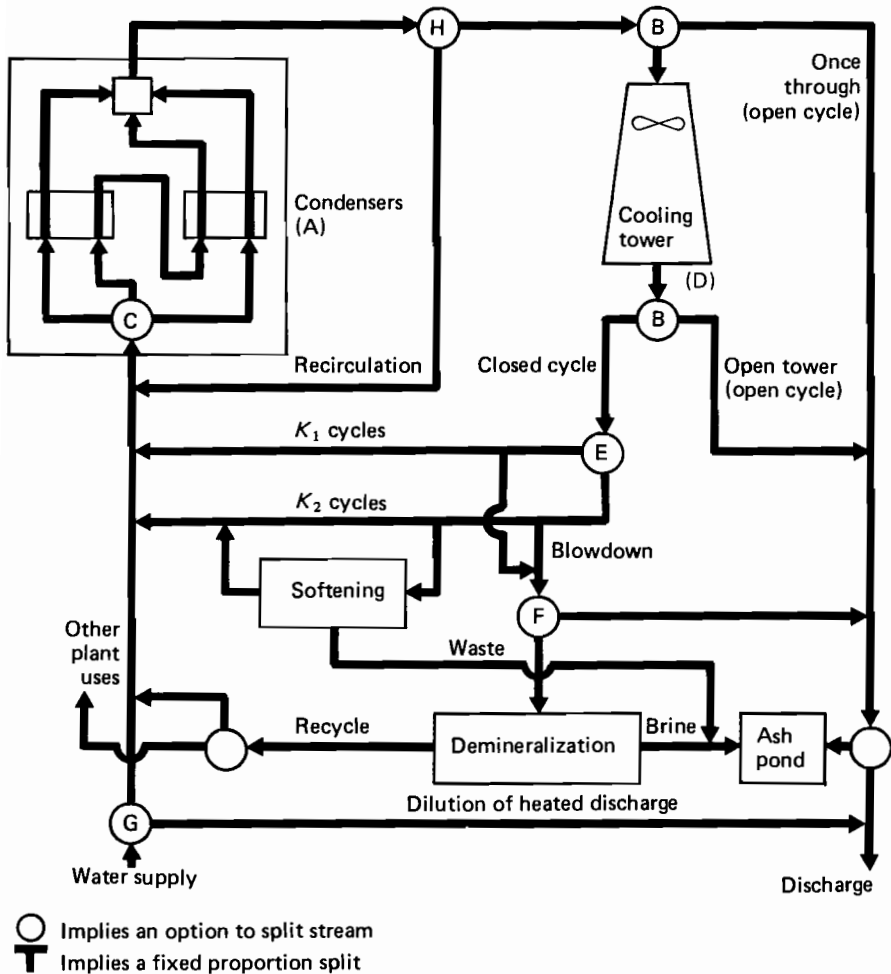 H
B
Once
through
(open cycle)
Condensers
(A)
Cooling
tower
(D)
C
B
Recirculation
Closed cycle
Open tower
(open cycle)
K₁ cycles
E
K₂ cycles
Blowdown
Softening
F
Other
plant
uses
Waste
Recycle
Demineralization
Brine
Ash
pond
Dilution of heated discharge
G
Water supply
Discharge
Implies an option to split stream
Implies a fixed proportion split